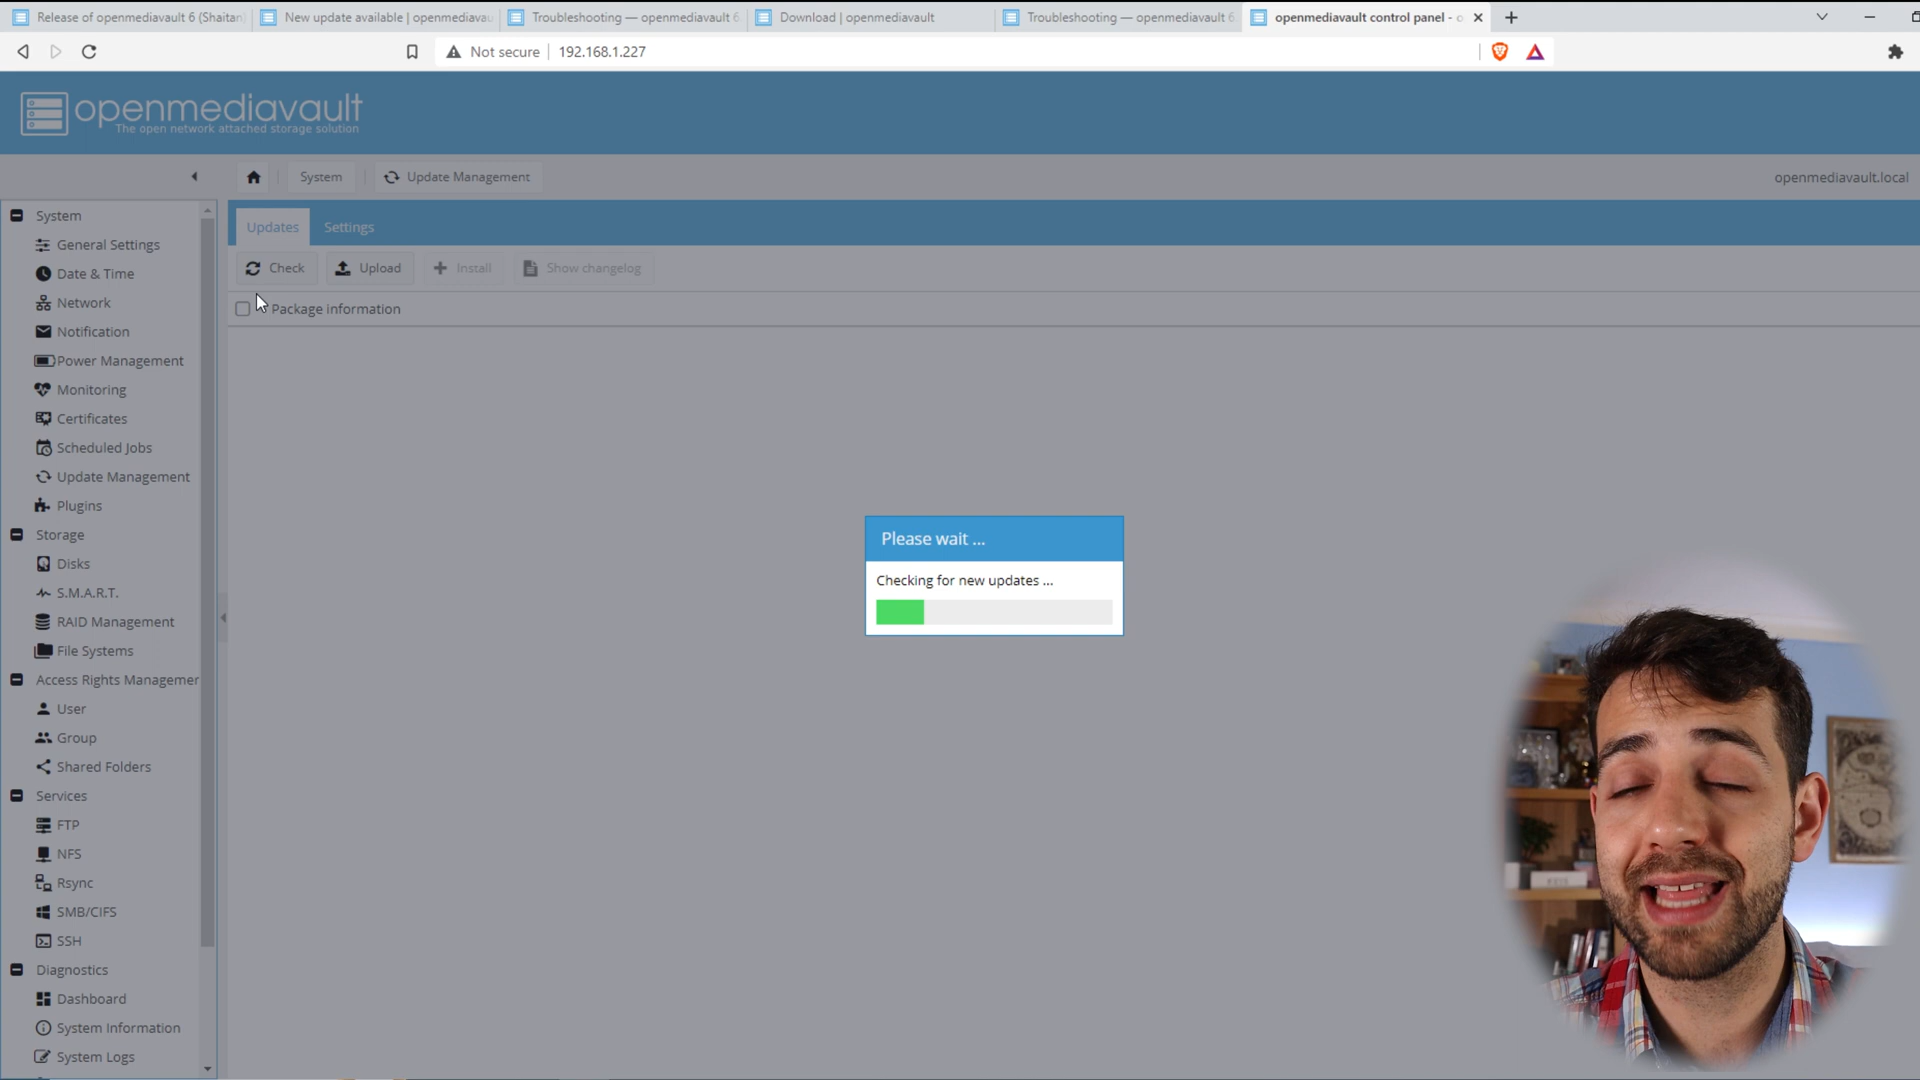 Release of openmediavault 6 (Shaitan)
New update available | openmediavau
Troubleshooting — openmediavault 6.
Download | openmediavault
Troubleshooting — openmediavault 6
openmediavault control panel - o
Not secure
192.168.1.227
openmediavault
The open network attached storage solution
System
Update Management
openmediavault.local
System
General Settings
Date & Time
Network
Notification
Power Management
Monitoring
Certificates
Scheduled Jobs
Update Management
Plugins
Storage
Disks
S.M.A.R.T.
RAID Management
File Systems
Access Rights Managemen
User
Group
Shared Folders
Services
FTP
NFS
Rsync
SMB/CIFS
SSH
Diagnostics
Dashboard
System Information
System Logs
Updates
Settings
Check
Upload
Install
Show changelog
Package information
Please wait ...
Checking for new updates ...